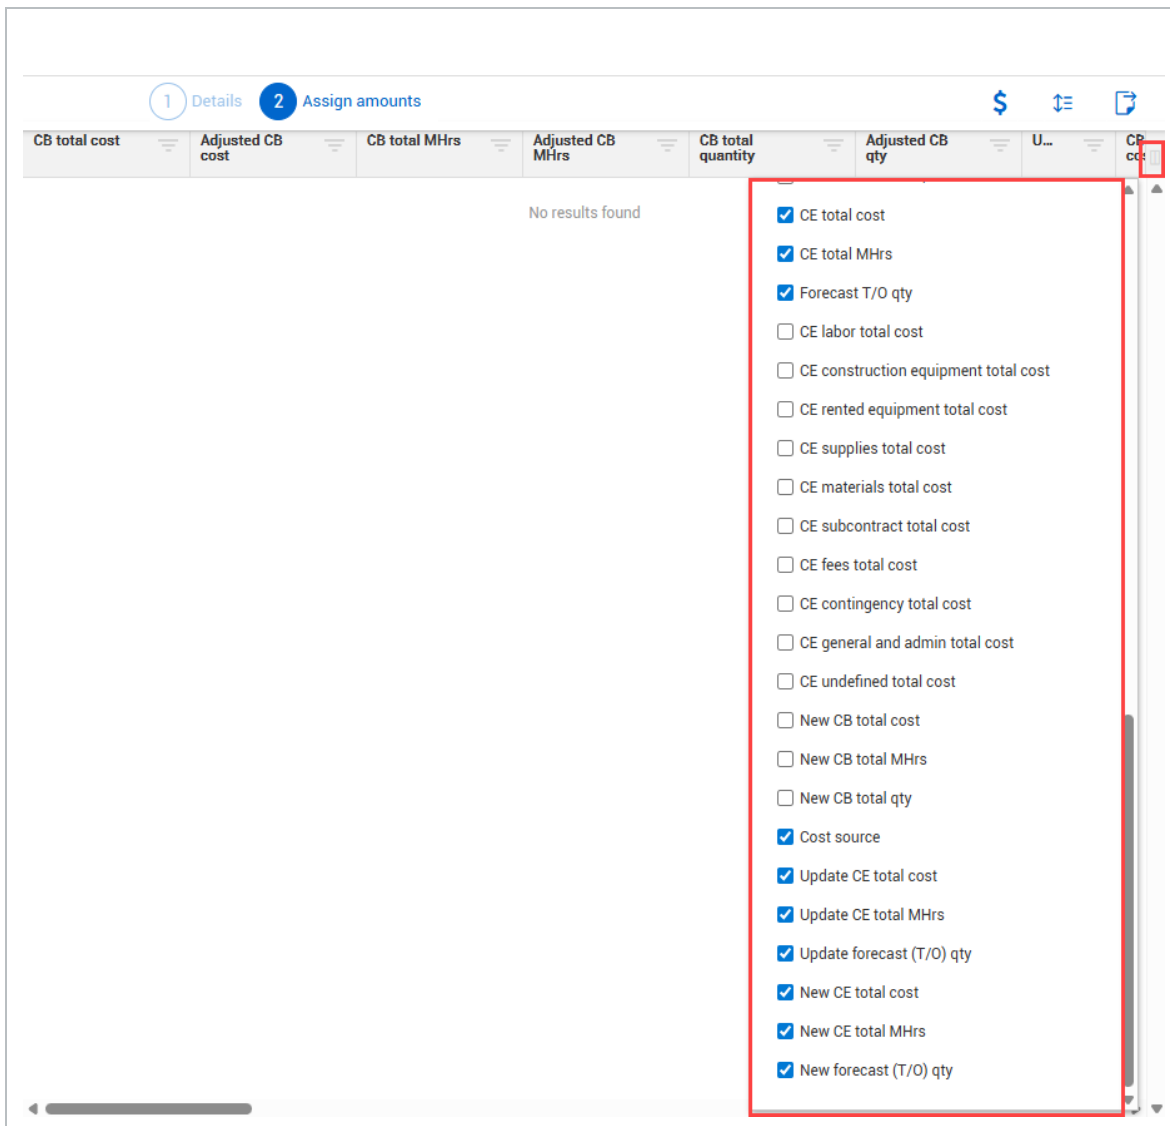 1 Details 2 Assign amounts $
CB total cost Adjusted CB CB total MHrs Adjusted CB CB total Adjusted CB U...
cost MHrs quantity qty
No results found
CE total cost
CE total MHrs
Forecast T/O qty
CE labor total cost
CE construction equipment total cost
CE rented equipment total cost
CE supplies total cost
CE materials total cost
CE subcontract total cost
CE fees total cost
CE contingency total cost
CE general and admin total cost
CE undefined total cost
New CB total cost
New CB total MHrs
New CB total qty
Cost source
Update CE total cost
Update CE total MHrs
Update forecast (T/O) qty
New CE total cost
New CE total MHrs
New forecast (T/O) qty